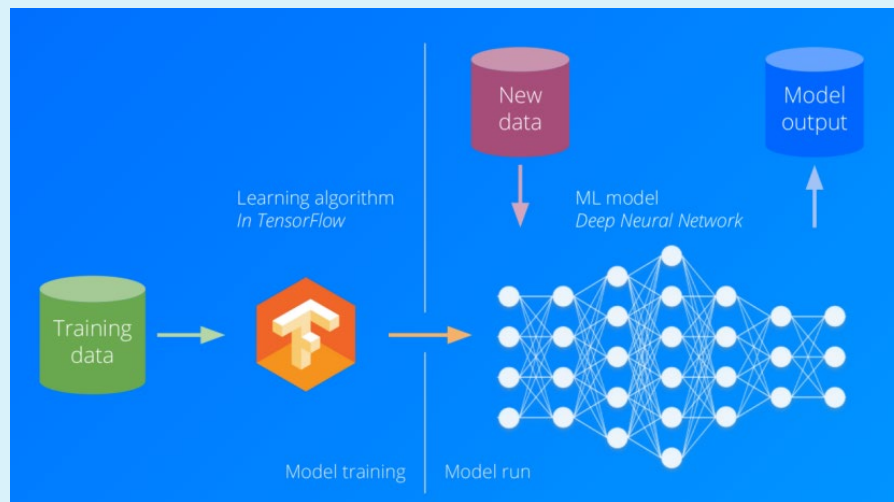 New
data
Model
output
Learning algorithm
In TensorFlow
ML model
Deep Neural Network
Training
data
Model training
Model run